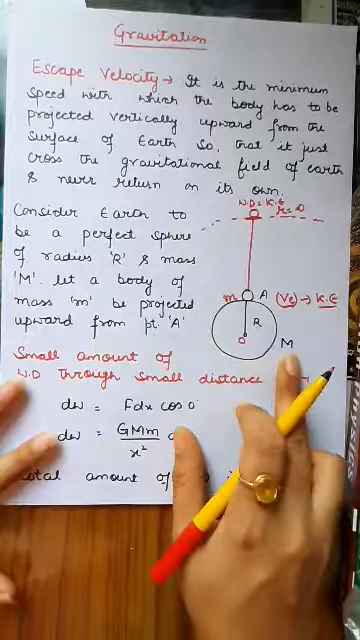 Gravitation
Escape Velocity → It is the minimum
speed with which the body has to be
projected vertically upward from the
surface of Earth so, that it just
cross the gravitational field of earth
& never return on its own.
W.D = K.E
r = ∞
Consider Earth to
be a perfect sphere
of radius 'R' & mass
'M'. let a body of
mass 'm' be projected
upward from pt. 'A'
m A (Ve) → K.E
R
O
M
Small amount of
W.D through small distance
dw = Fdx cos 0
dw = GMm
x²
total amount of